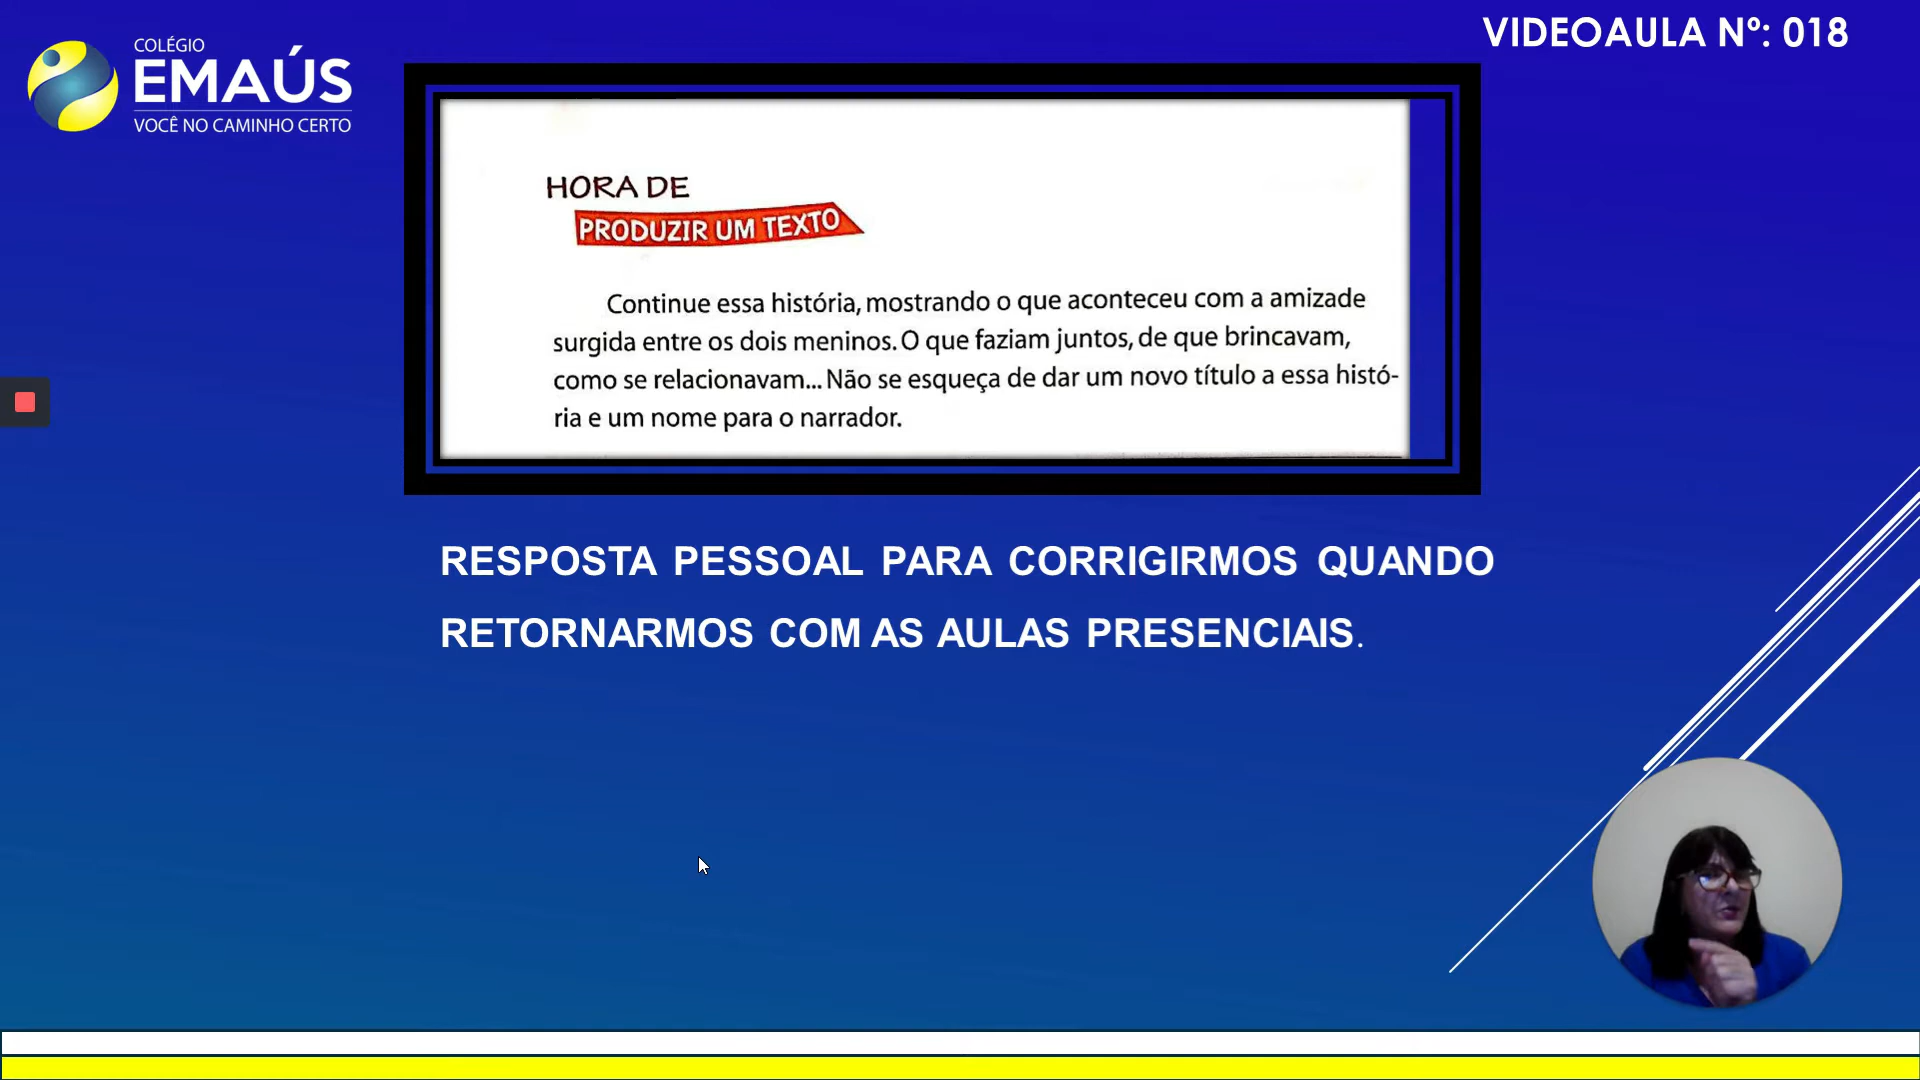 VIDEOAULA Nº: 018
COLÉGIO
EMAÚS
VOCÊ NO CAMINHO CERTO
HORA DE
PRODUZIR UM TEXTO
Continue essa história, mostrando o que aconteceu com a amizade
surgida entre os dois meninos. O que faziam juntos, de que brincavam,
como se relacionavam... Não se esqueça de dar um novo título a essa histó-
ria e um nome para o narrador.
RESPOSTA PESSOAL PARA CORRIGIRMOS QUANDO
RETORNARMOS COM AS AULAS PRESENCIAIS.